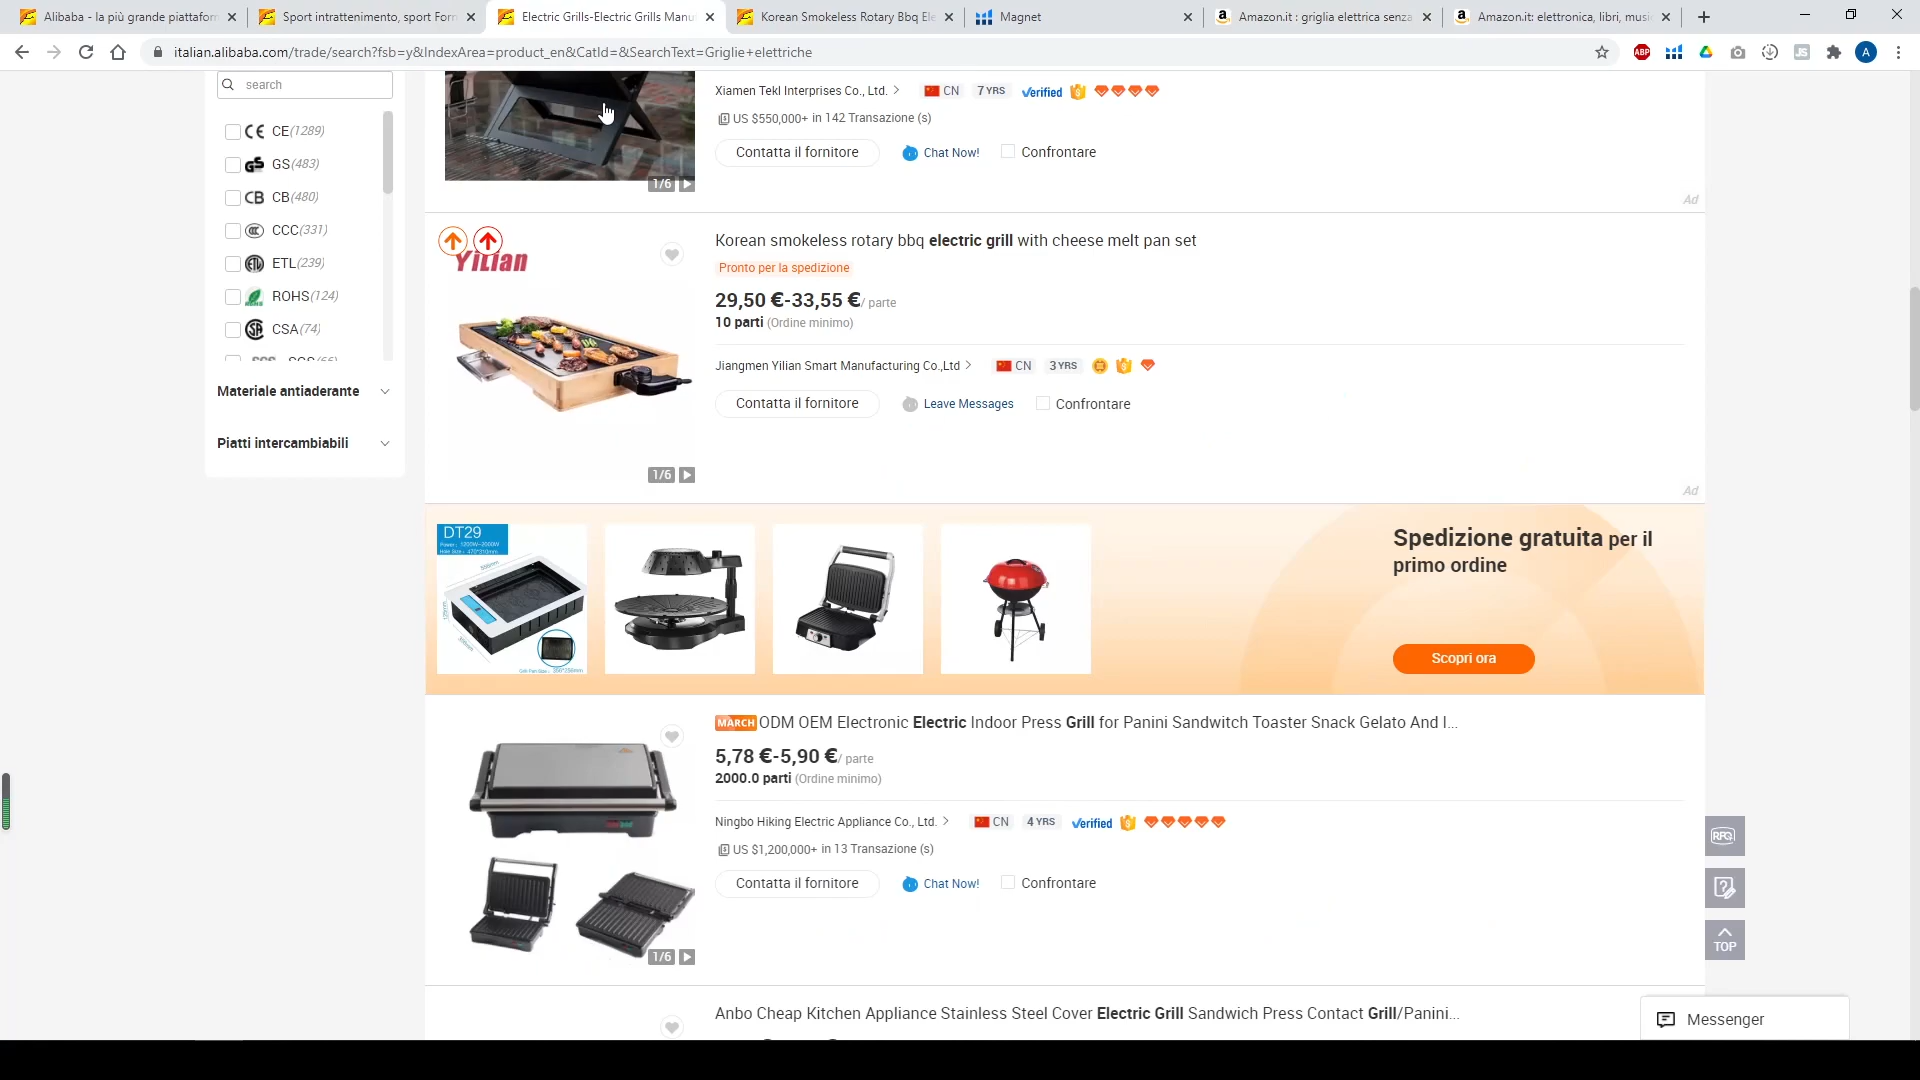 Alibaba - la più grande piattaforn
Sport intrattenimento, sport Forn
Electric Grills-Electric Grills Manu
Korean Smokeless Rotary Bbq Ele
Magnet
Amazon.it : griglia elettrica senza
Amazon.it: elettronica, libri, musi
italian.alibaba.com/trade/search?fsb=y&IndexArea=product_en&CatId=&SearchText=Griglie+elettriche
ABP
JS
A
search
CE(1289)
GS(483)
CB(480)
CCC(331)
ETL(239)
ROHS(124)
CSA(74)
SGS(66)
Materiale antiaderante
Piatti intercambiabili
Xiamen Tekl Interprises Co., Ltd. > CN 7 YRS Verified
US $550,000+ in 142 Transazione (s)
Contatta il fornitore Chat Now! Confrontare
1/6
Ad
Yilian
Korean smokeless rotary bbq electric grill with cheese melt pan set
Pronto per la spedizione
29,50 €-33,55 €/ parte
10 parti (Ordine minimo)
Jiangmen Yilian Smart Manufacturing Co.,Ltd > CN 3 YRS
Contatta il fornitore Leave Messages Confrontare
1/6
Ad
DT29
Power: 1200W-2000W
Spedizione gratuita per il
primo ordine
Scopri ora
MARCH ODM OEM Electronic Electric Indoor Press Grill for Panini Sandwitch Toaster Snack Gelato And I...
5,78 €-5,90 €/ parte
2000.0 parti (Ordine minimo)
Ningbo Hiking Electric Appliance Co., Ltd. > CN 4 YRS Verified
US $1,200,000+ in 13 Transazione (s)
Contatta il fornitore Chat Now! Confrontare
1/6
RFQ
TOP
Anbo Cheap Kitchen Appliance Stainless Steel Cover Electric Grill Sandwich Press Contact Grill/Panini...
Messenger